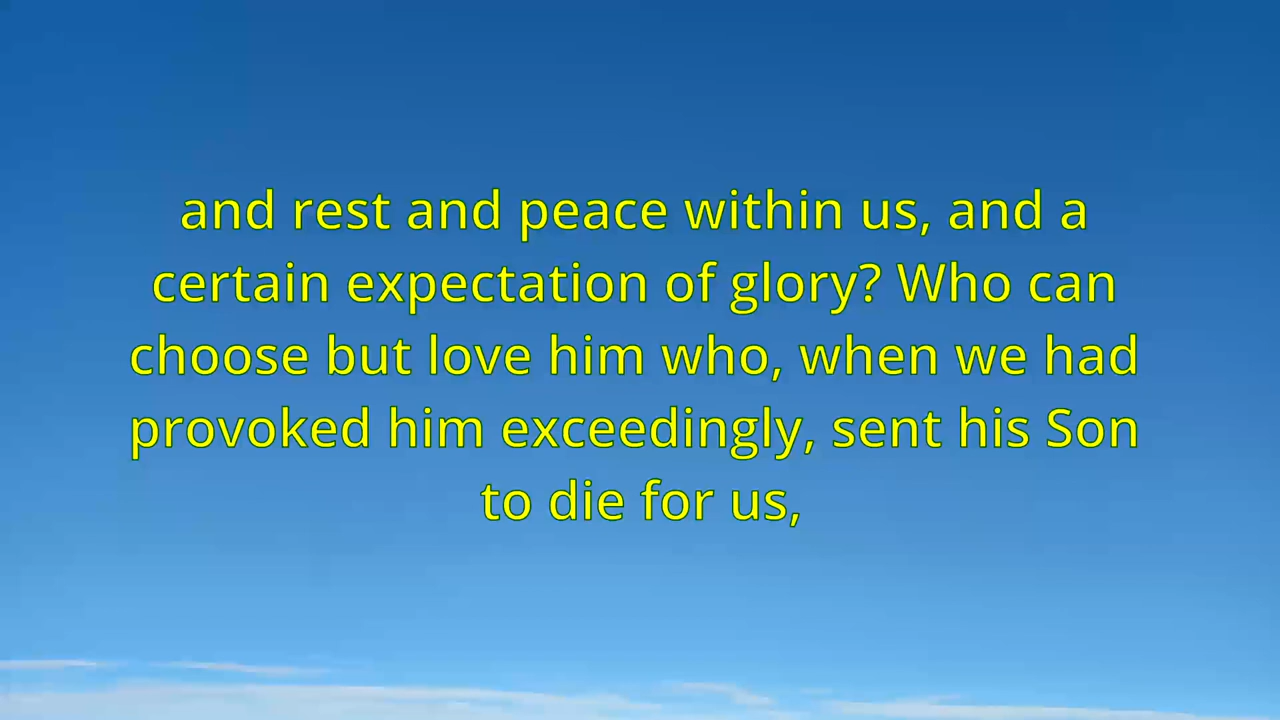 and rest and peace within us, and a
certain expectation of glory? Who can
choose but love him who, when we had
provoked him exceedingly, sent his Son
to die for us,